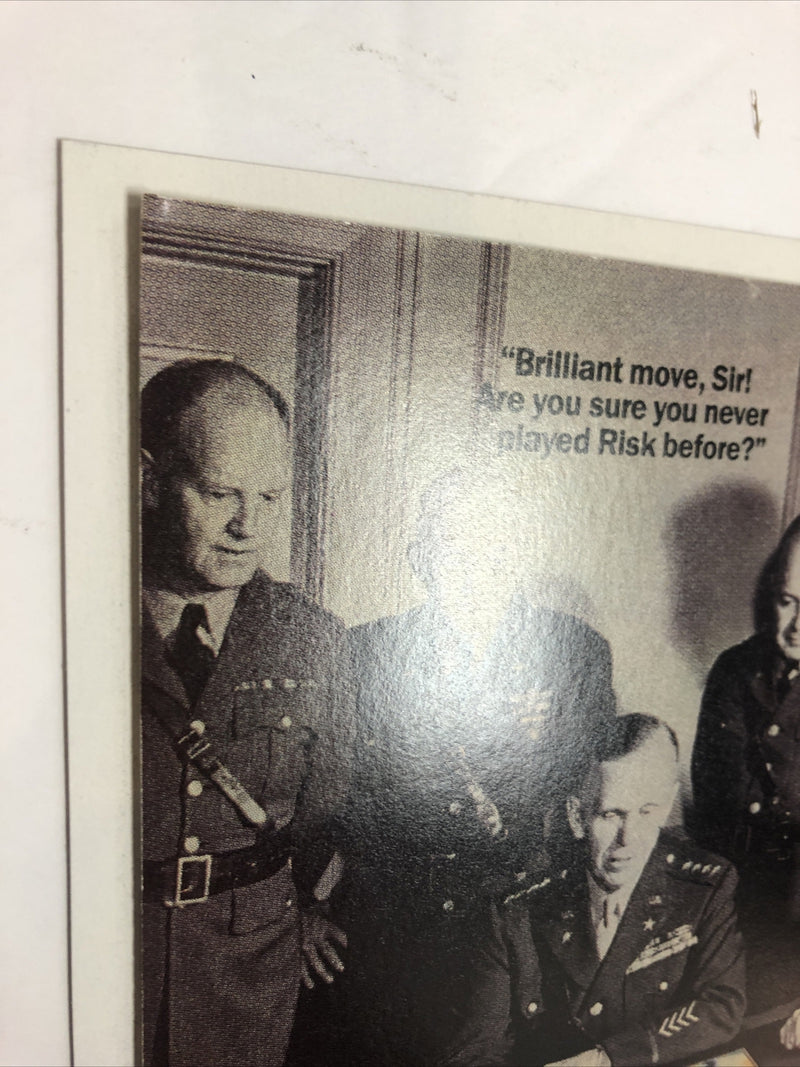 “Brilliant move, Sir!
Are you sure you never
played Risk before?”